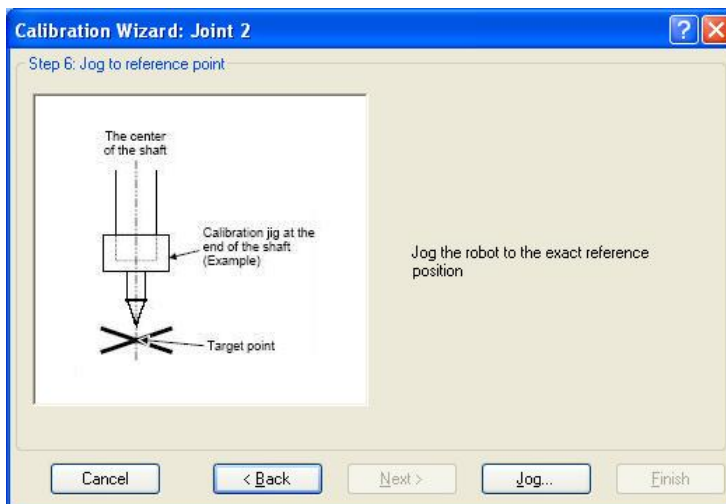 Calibration Wizard: Joint 2
Step 6: Jog to reference point
The center
of the shaft
Calibration jig at the
end of the shaft
(Example)
Target point
Jog the robot to the exact reference
position
Cancel
< Back
Next >
Jog...
Finish